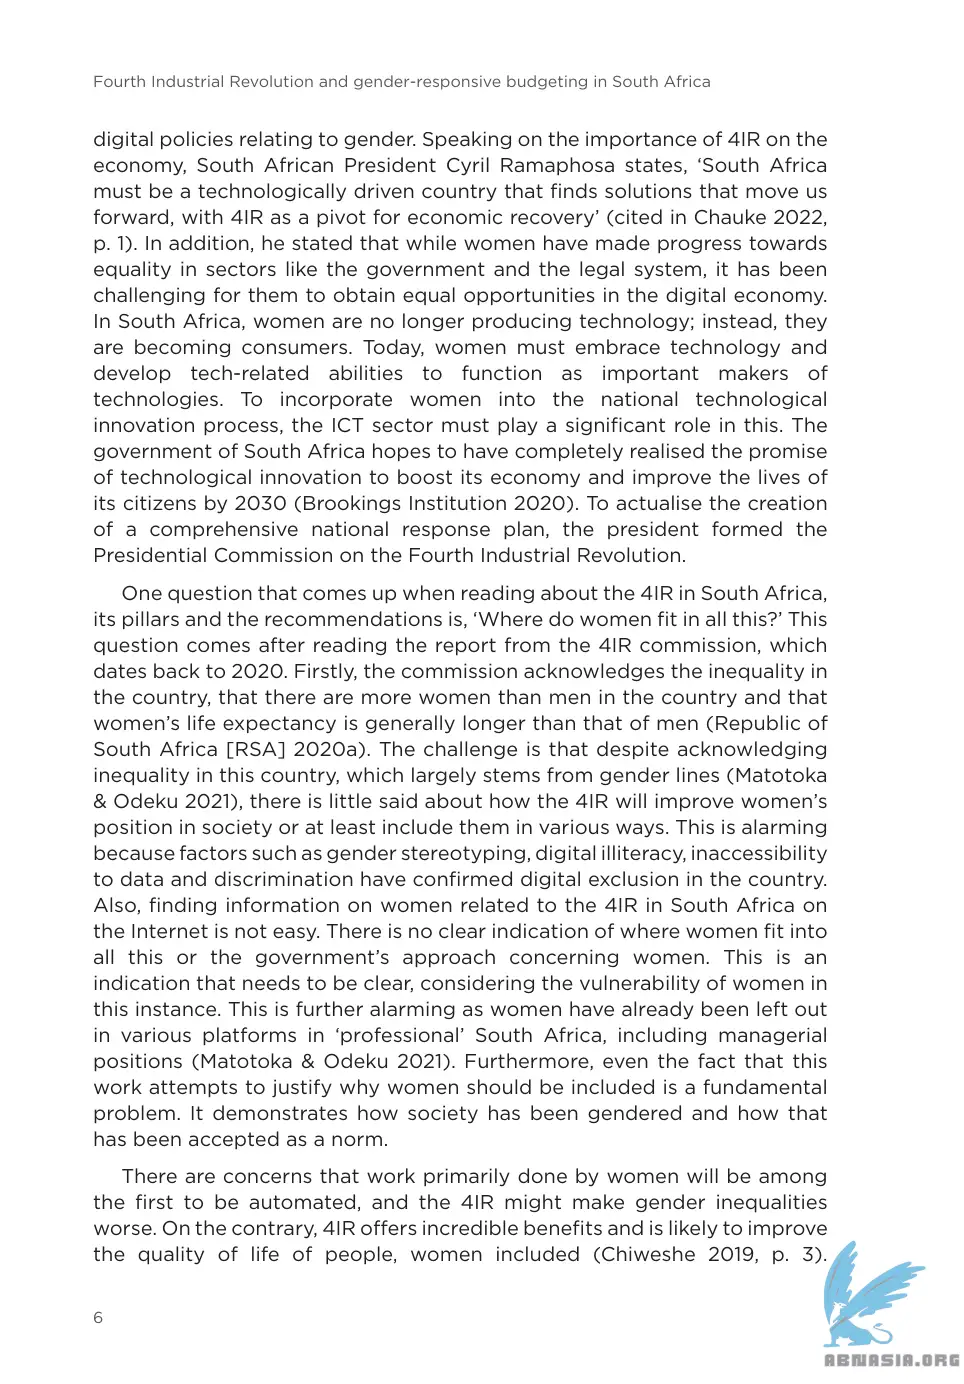 Fourth Industrial Revolution and gender-responsive budgeting in South Africa
digital policies relating to gender. Speaking on the importance of 4IR on the
economy, South African President Cyril Ramaphosa states, ‘South Africa
must be a technologically driven country that finds solutions that move us
forward, with 4IR as a pivot for economic recovery’ (cited in Chauke 2022,
p. 1). In addition, he stated that while women have made progress towards
equality in sectors like the government and the legal system, it has been
challenging for them to obtain equal opportunities in the digital economy.
In South Africa, women are no longer producing technology; instead, they
are becoming consumers. Today, women must embrace technology and
develop tech-related abilities to function as important makers of
technologies. To incorporate women into the national technological
innovation process, the ICT sector must play a significant role in this. The
government of South Africa hopes to have completely realised the promise
of technological innovation to boost its economy and improve the lives of
its citizens by 2030 (Brookings Institution 2020). To actualise the creation
of a comprehensive national response plan, the president formed the
Presidential Commission on the Fourth Industrial Revolution.
One question that comes up when reading about the 4IR in South Africa,
its pillars and the recommendations is, ‘Where do women fit in all this?’ This
question comes after reading the report from the 4IR commission, which
dates back to 2020. Firstly, the commission acknowledges the inequality in
the country, that there are more women than men in the country and that
women’s life expectancy is generally longer than that of men (Republic of
South Africa [RSA] 2020a). The challenge is that despite acknowledging
inequality in this country, which largely stems from gender lines (Matotoka
& Odeku 2021), there is little said about how the 4IR will improve women’s
position in society or at least include them in various ways. This is alarming
because factors such as gender stereotyping, digital illiteracy, inaccessibility
to data and discrimination have confirmed digital exclusion in the country.
Also, finding information on women related to the 4IR in South Africa on
the Internet is not easy. There is no clear indication of where women fit into
all this or the government’s approach concerning women. This is an
indication that needs to be clear, considering the vulnerability of women in
this instance. This is further alarming as women have already been left out
in various platforms in ‘professional’ South Africa, including managerial
positions (Matotoka & Odeku 2021). Furthermore, even the fact that this
work attempts to justify why women should be included is a fundamental
problem. It demonstrates how society has been gendered and how that
has been accepted as a norm.
There are concerns that work primarily done by women will be among
the first to be automated, and the 4IR might make gender inequalities
worse. On the contrary, 4IR offers incredible benefits and is likely to improve
the quality of life of people, women included (Chiweshe 2019, p. 3).
6
ABNASIA.ORG